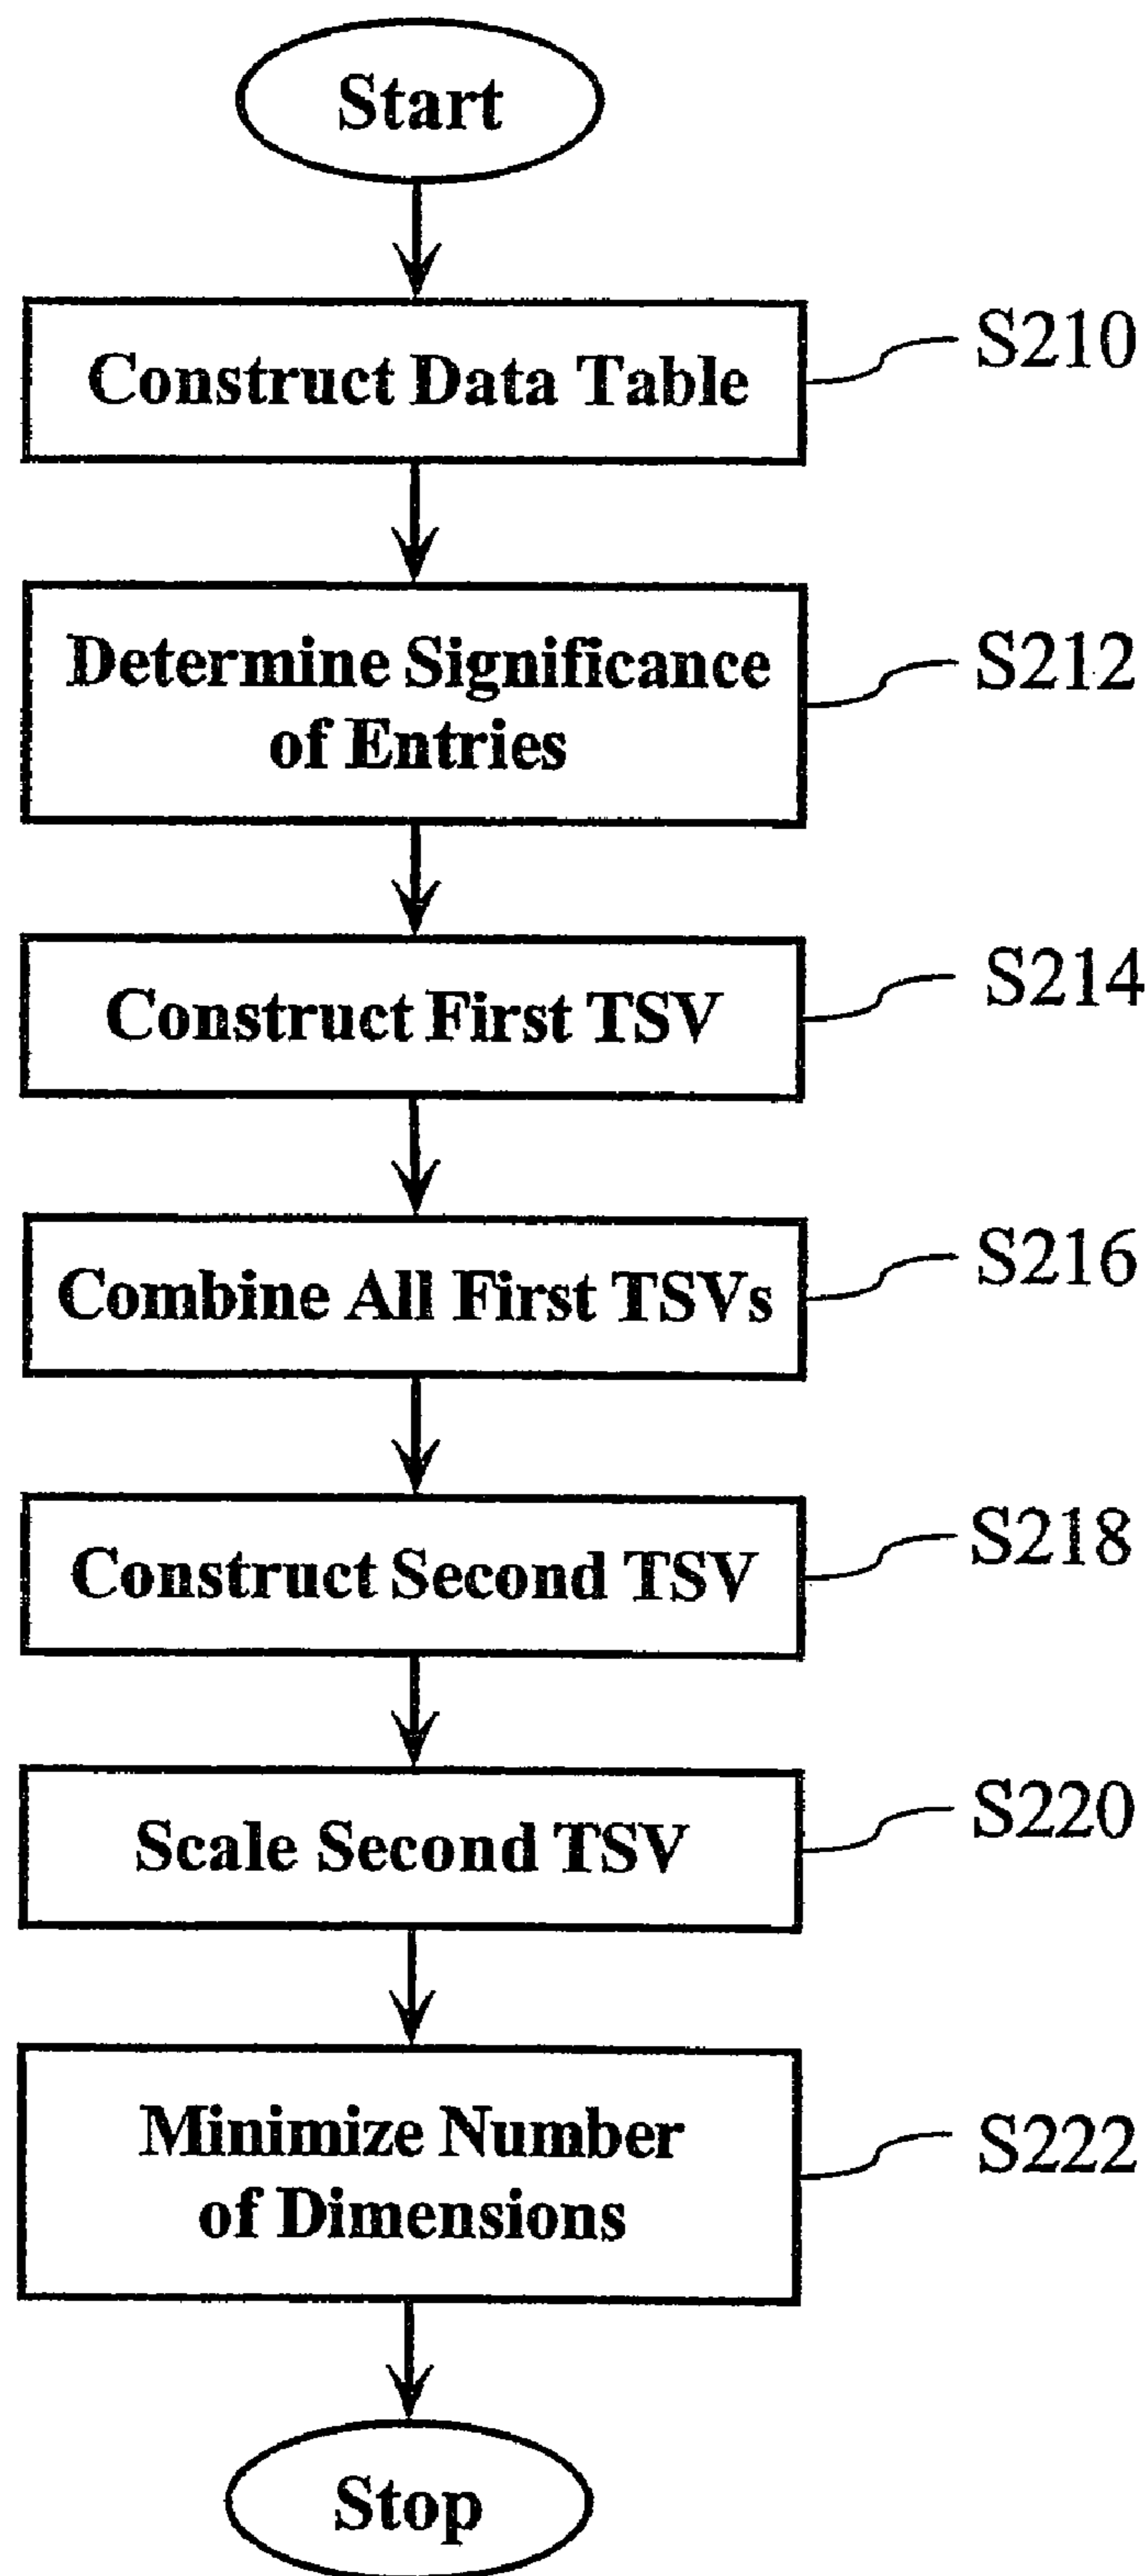 Start
Construct Data Table
S210
Determine Significance
of Entries
S212
Construct First TSV
S214
Combine All First TSVs
S216
Construct Second TSV
S218
Scale Second TSV
S220
Minimize Number
of Dimensions
S222
Stop